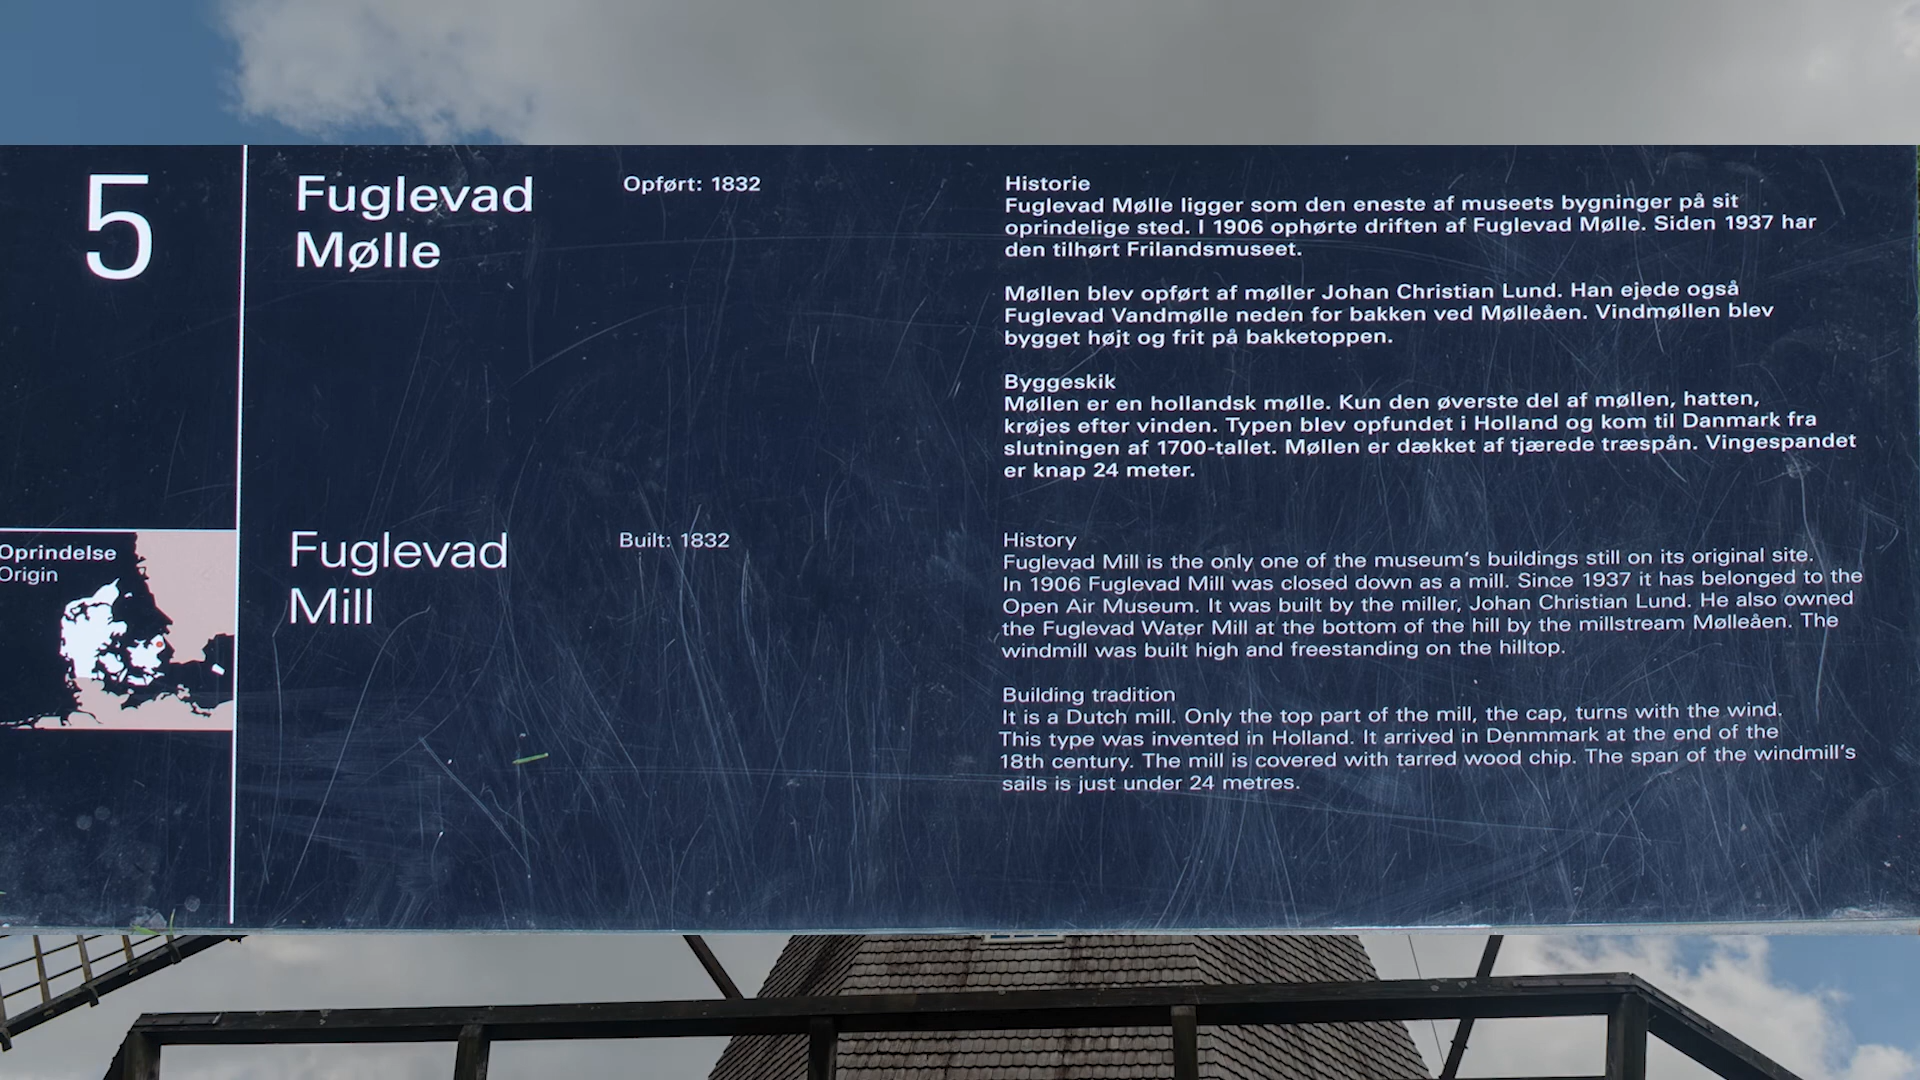 5
Fuglevad
Mølle
Opført: 1832
Historie
Fuglevad Mølle ligger som den eneste af museets bygninger på sit
oprindelige sted. I 1906 ophørte driften af Fuglevad Mølle. Siden 1937 har
den tilhørt Frilandsmuseet.
Møllen blev opført af møller Johan Christian Lund. Han ejede også
Fuglevad Vandmølle neden for bakken ved Mølleåen. Vindmøllen blev
bygget højt og frit på bakketoppen.
Byggeskik
Møllen er en hollandsk mølle. Kun den øverste del af møllen, hatten,
krøjes efter vinden. Typen blev opfundet i Holland og kom til Danmark fra
slutningen af 1700-tallet. Møllen er dækket af tjærede træspån. Vingespandet
er knap 24 meter.
Oprindelse
Origin
Fuglevad
Mill
Built: 1832
History
Fuglevad Mill is the only one of the museum's buildings still on its original site.
In 1906 Fuglevad Mill was closed down as a mill. Since 1937 it has belonged to the
Open Air Museum. It was built by the miller, Johan Christian Lund. He also owned
the Fuglevad Water Mill at the bottom of the hill by the millstream Mølleåen. The
windmill was built high and freestanding on the hilltop.
Building tradition
It is a Dutch mill. Only the top part of the mill, the cap, turns with the wind.
This type was invented in Holland. It arrived in Denmmark at the end of the
18th century. The mill is covered with tarred wood chip. The span of the windmill's
sails is just under 24 metres.